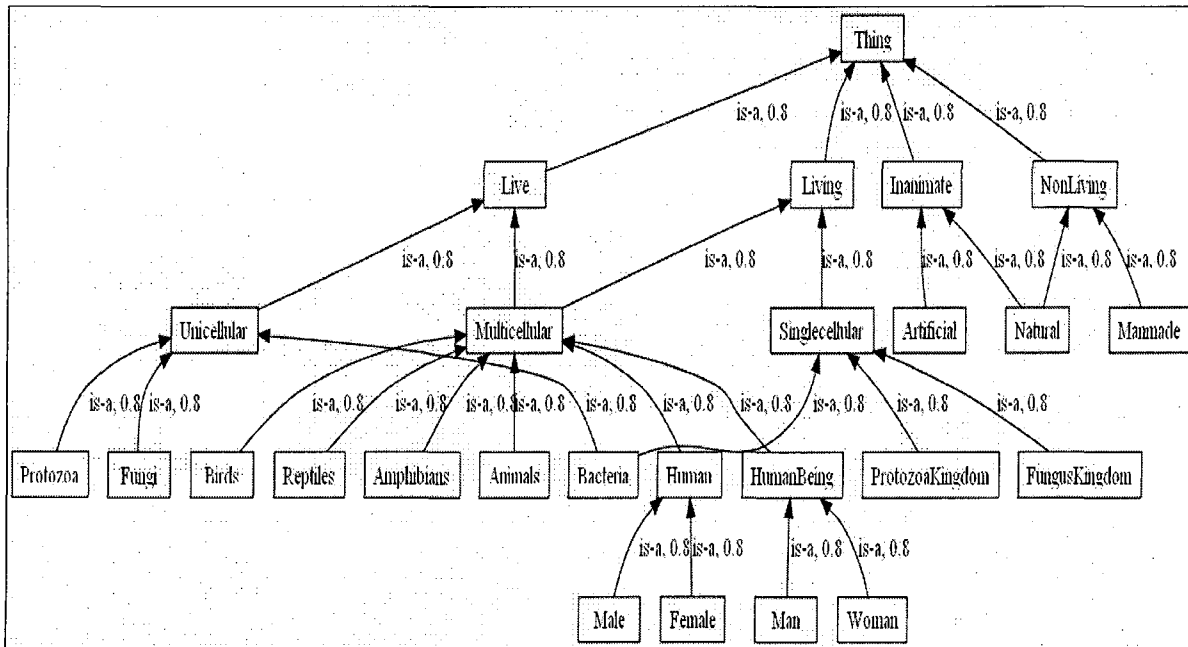 Thing
is-a, 0.8 is-a, 0.8 is-a, 0.8 is-a, 0.8
Live Living Inanimate NonLiving
is-a, 0.8 is-a, 0.8 is-a, 0.8 is-a, 0.8 is-a, 0.8 is-a, 0.8 is-a, 0.8 is-a, 0.8
Unicellular Multicellular Singlecellular Artificial Natural Manmade
is-a, 0.8 is-a, 0.8 is-a, 0.8 is-a, 0.8 is-a, 0.8 is-a, 0.8 is-a, 0.8 is-a, 0.8 is-a, 0.8 is-a, 0.8 is-a, 0.8 is-a, 0.8
Protozoa Fungi Birds Reptiles Amphibians Animals Bacteria Human HumanBeing ProtozoaKingdom FungusKingdom
is-a, 0.8 is-a, 0.8 is-a, 0.8 is-a, 0.8
Male Female Man Woman